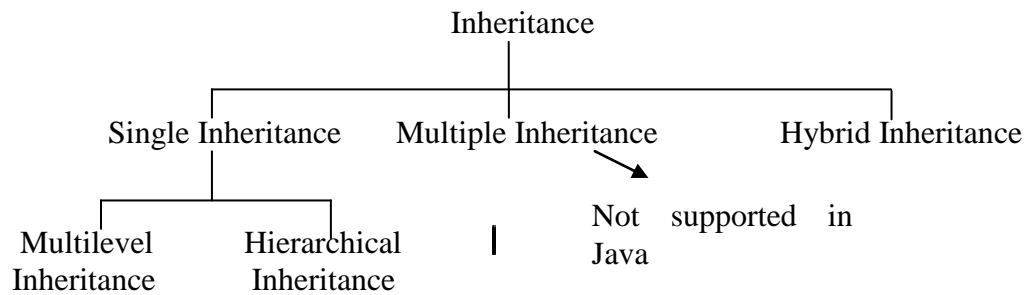 Inheritance
Single Inheritance
Multiple Inheritance
Hybrid Inheritance
Not supported in
Java
Multilevel
Inheritance
Hierarchical
Inheritance